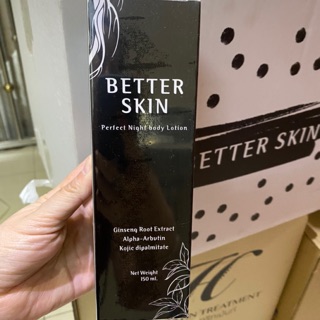 BETTER
SKIN
Perfect Night body Lotion
Ginseng Root Extract
Alpha-Arbutin
Kojic dipalmitate
Net Weight
150 ml.
ETTER SKIN
H
TREATMENT